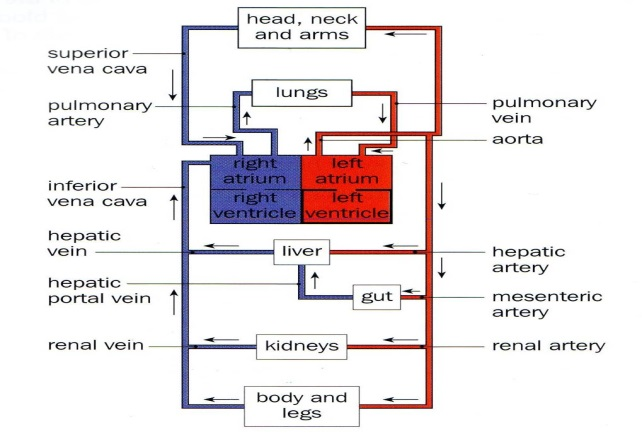 head, neck
and arms
superior
vena cava
lungs
pulmonary
artery
pulmonary
vein
aorta
right
atrium
left
atrium
right
ventricle
left
ventricle
inferior
vena cava
hepatic
vein
liver
hepatic
artery
hepatic
portal vein
gut
mesenteric
artery
renal vein
kidneys
renal artery
body and
legs